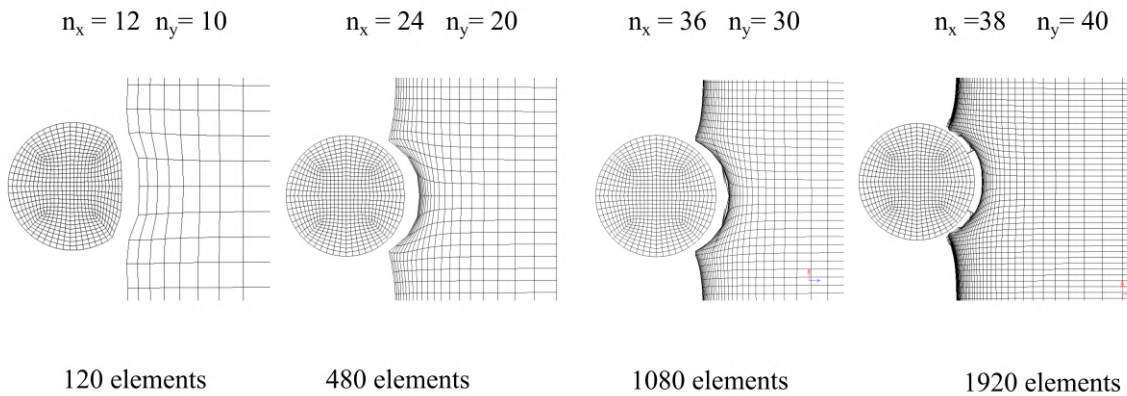 n_x = 12 n_y= 10
n_x = 24 n_y= 20
n_x = 36 n_y= 30
n_x =38 n_y= 40
120 elements
480 elements
1080 elements
1920 elements